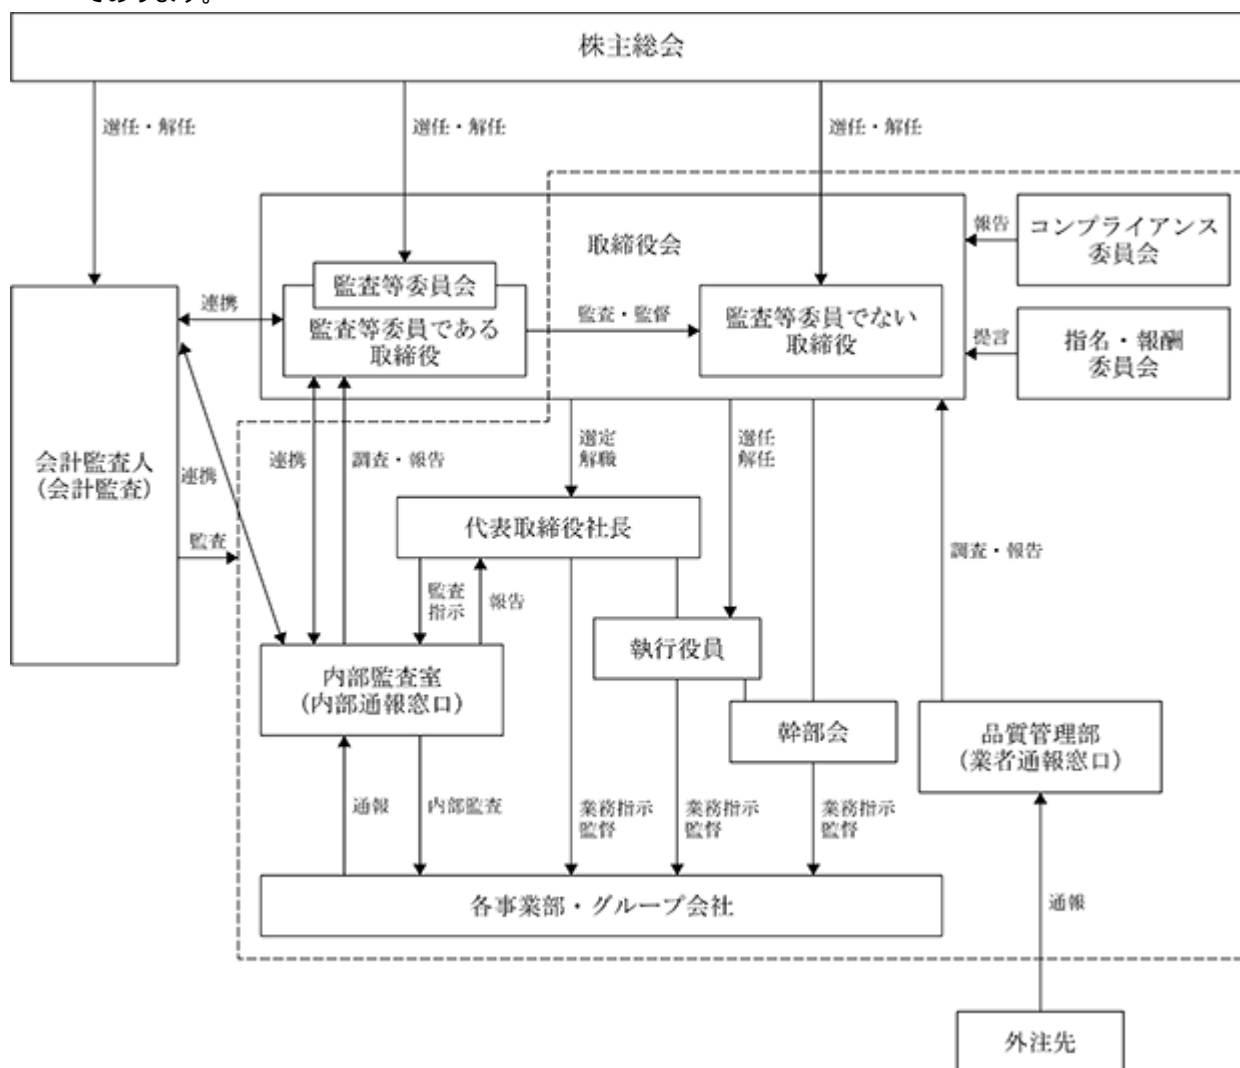 であります。
株主総会
選任・解任
選任・解任
選任・解任
取締役会
報告
コンプライアンス
委員会
監査等委員会
連携
監査等委員である
取締役
監査・監督
監査等委員でない
取締役
提言
指名・報酬
委員会
会計監査人
(会計監査)
連携
連携
調査・報告
選定
解職
選任
解任
代表取締役社長
監査
調査・報告
監査
指示
報告
執行役員
内部監査室
(内部通報窓口)
幹部会
品質管理部
(業者通報窓口)
通報
内部監査
業務指示
監督
業務指示
監督
業務指示
監督
各事業部・グループ会社
通報
外注先